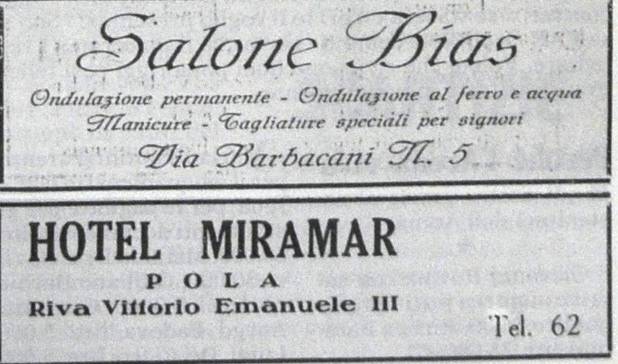 Salone Bias
Ondulazione permanente - Ondulazione al ferro e acqua
Manicure - Tagliature speciali per signori
Via Barbacani N. 5
HOTEL MIRAMAR
POLA
Riva Vittorio Emanuele III
Tel. 62